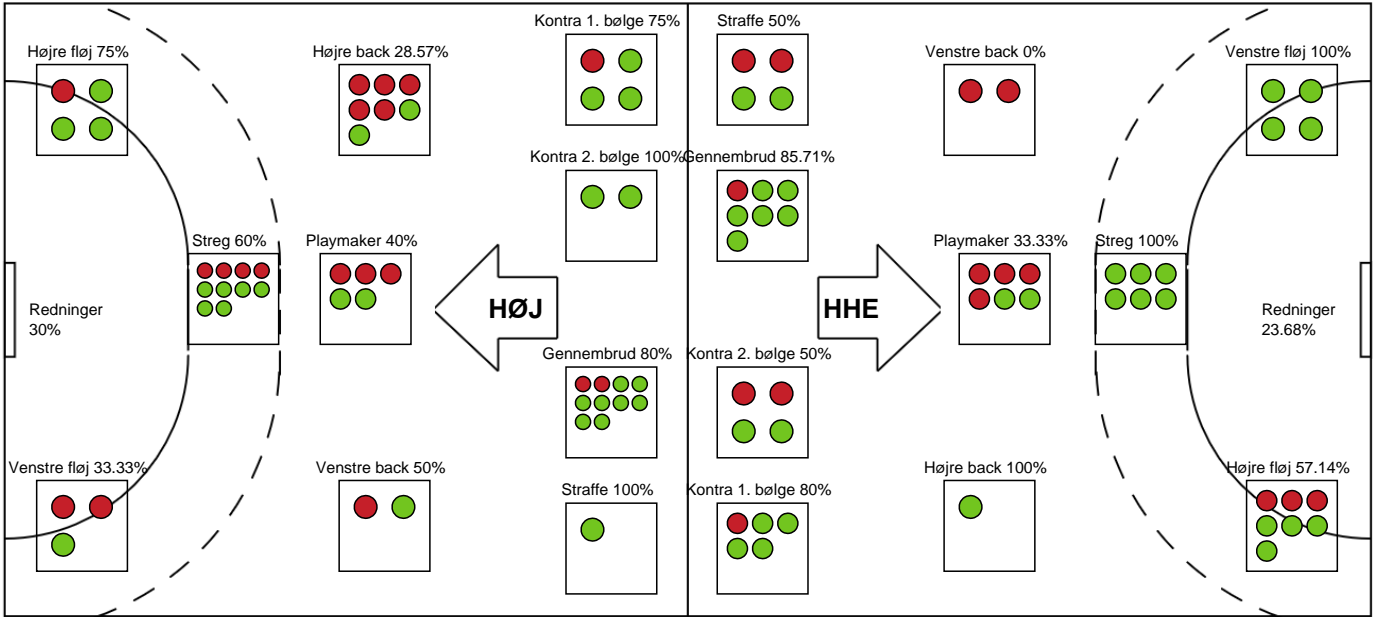 Kontra 1. bølge 75%
Straffe 50%
Højre fløj 75%
Højre back 28.57%
Venstre back 0%
Venstre fløj 100%
Kontra 2. bølge 100%
Gennembrud 85.71%
Streg 60%
Playmaker 40%
Playmaker 33.33%
Streg 100%
HØJ
HHE
Redninger
30%
Redninger
23.68%
Gennembrud 80%
Kontra 2. bølge 50%
Venstre fløj 33.33%
Venstre back 50%
Højre back 100%
Højre fløj 57.14%
Straffe 100%
Kontra 1. bølge 80%